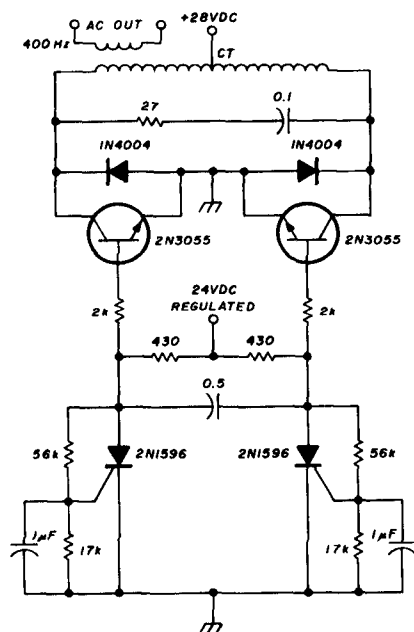 AC OUT
+28VDC
400 Hz
CT
27
0.1
1N4004
1N4004
2N3055
2N3055
2k
24VDC
REGULATED
2k
430
430
0.5
56k
2N1596
2N1596
56k
1µF
17k
17k
1µF